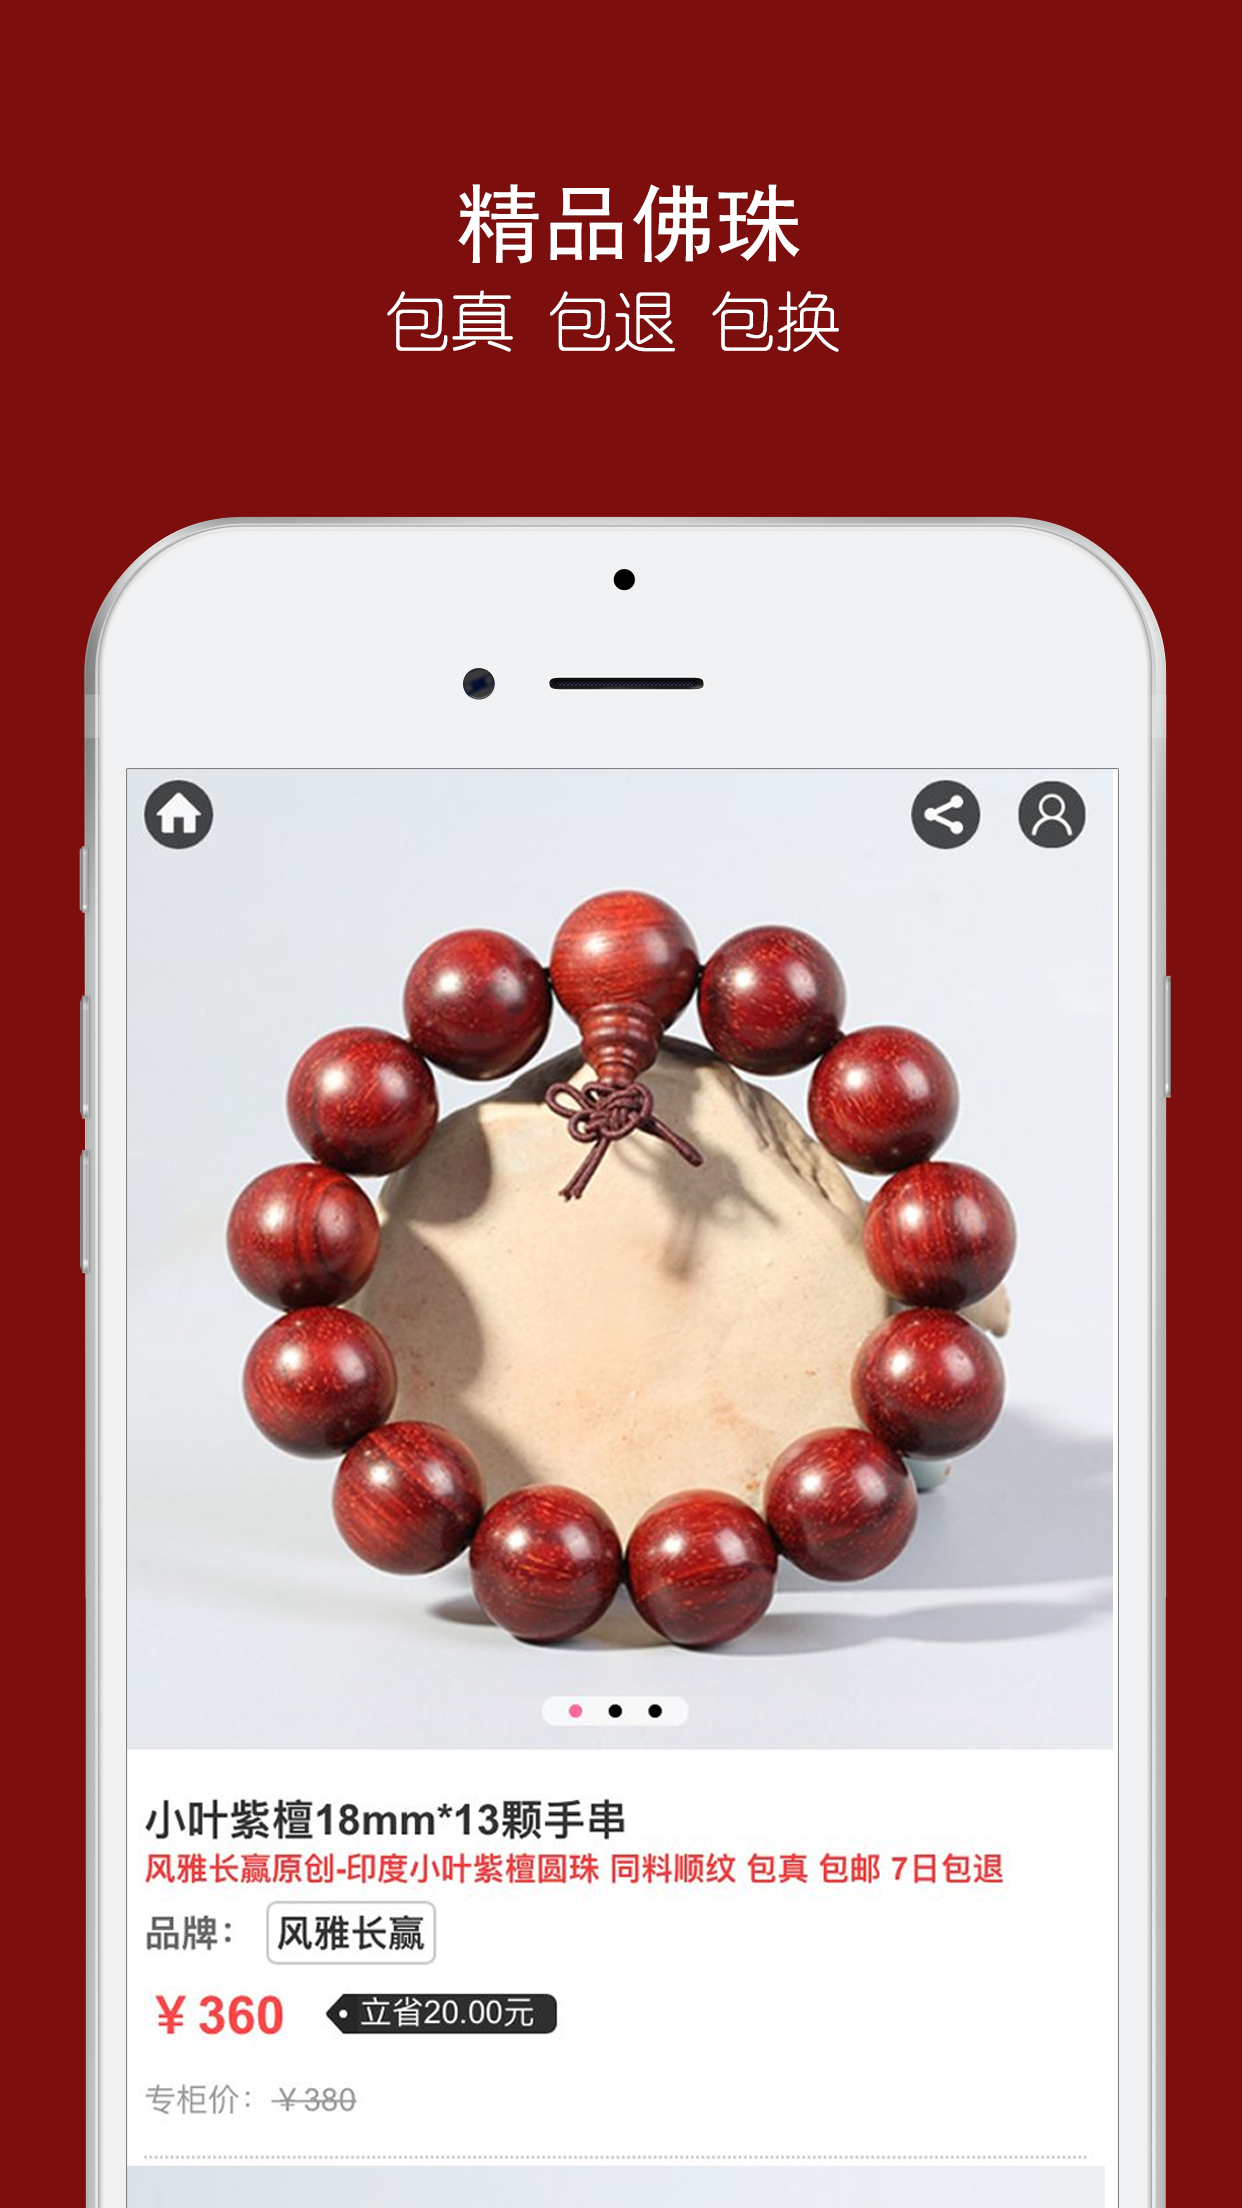 精品佛珠
包真 包退 包换
小叶紫檀18mm*13颗手串
风雅长赢原创-印度小叶紫檀圆珠 同料顺纹 包真 包邮 7日包退
品牌： 风雅长赢
￥360 立省20.00元
专柜价： ￥380